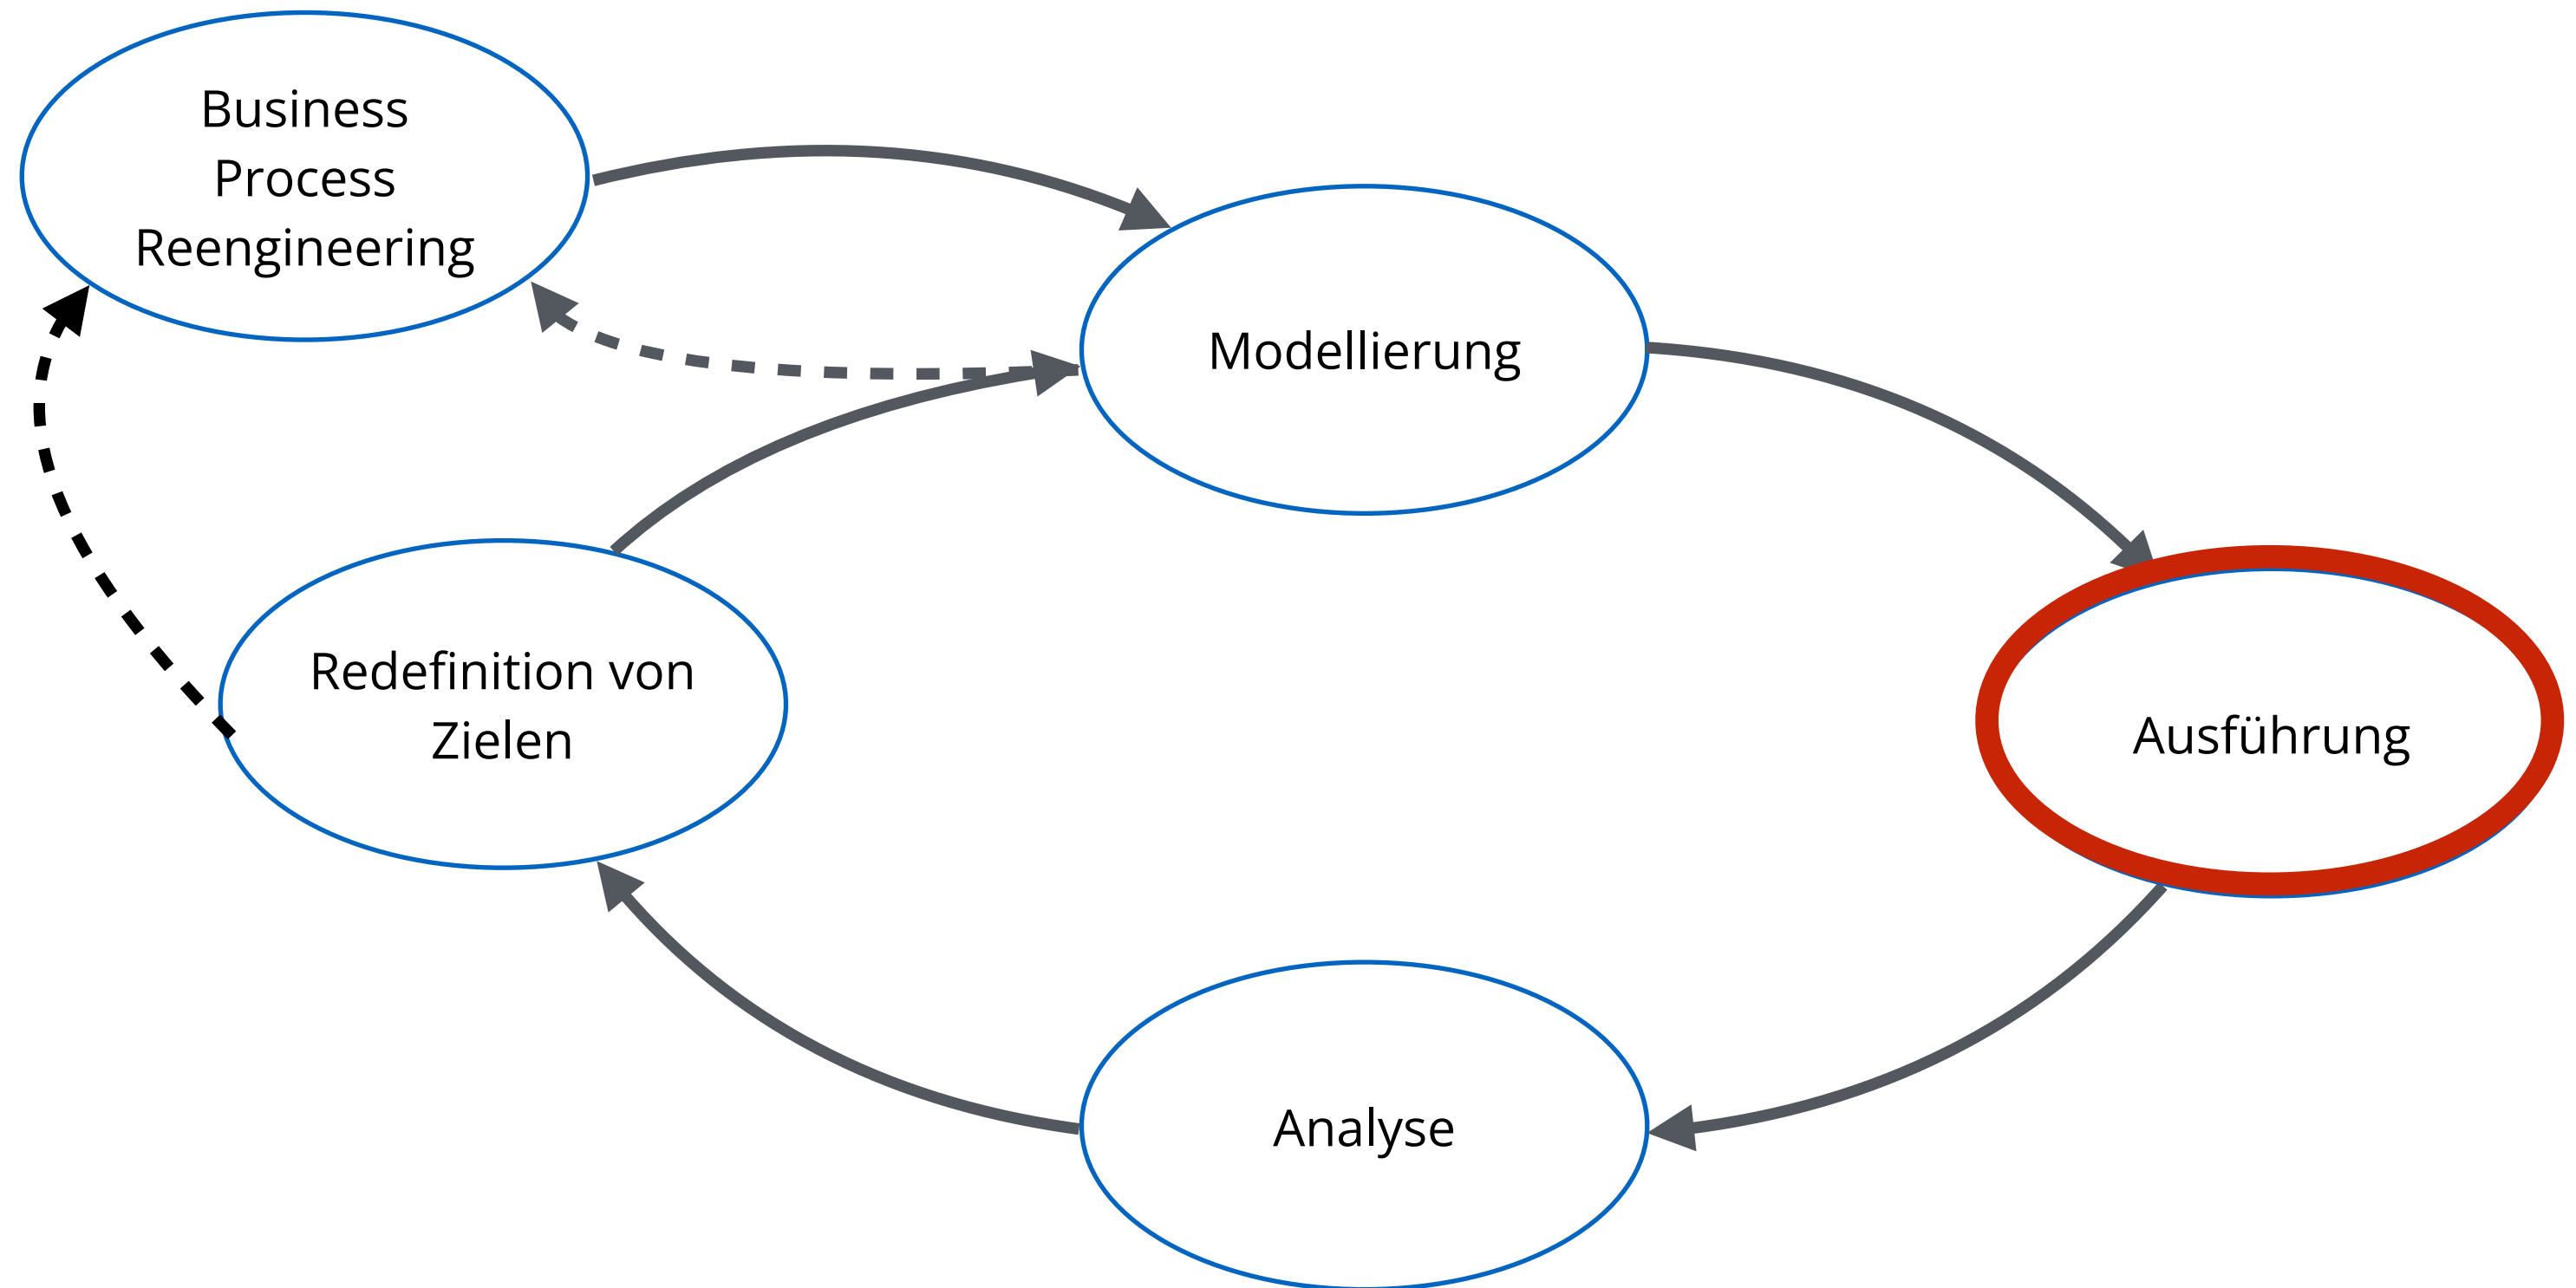 Business
Process
Reengineering
Modellierung
Redefinition von
Zielen
Ausführung
Analyse